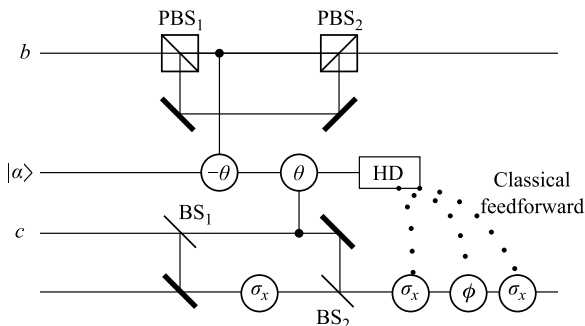 PBS₁ PBS₂
b
|α⟩ −θ θ HD
Classical
feedforward
BS₁
c
σₓ σₓ ϕ σₓ
BS₂